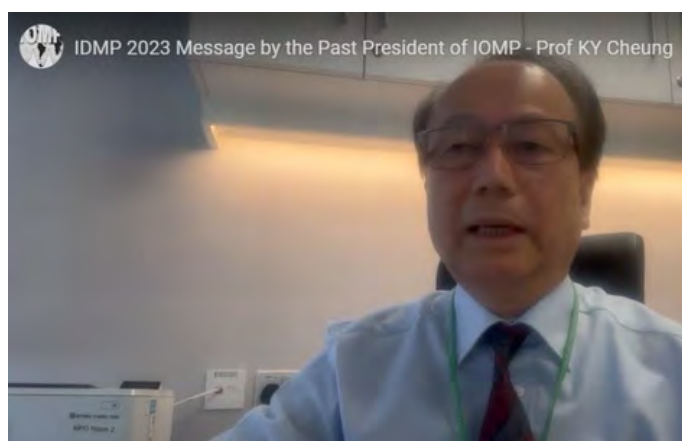 IOMP
IDMP 2023 Message by the Past President of IOMP - Prof KY Cheung